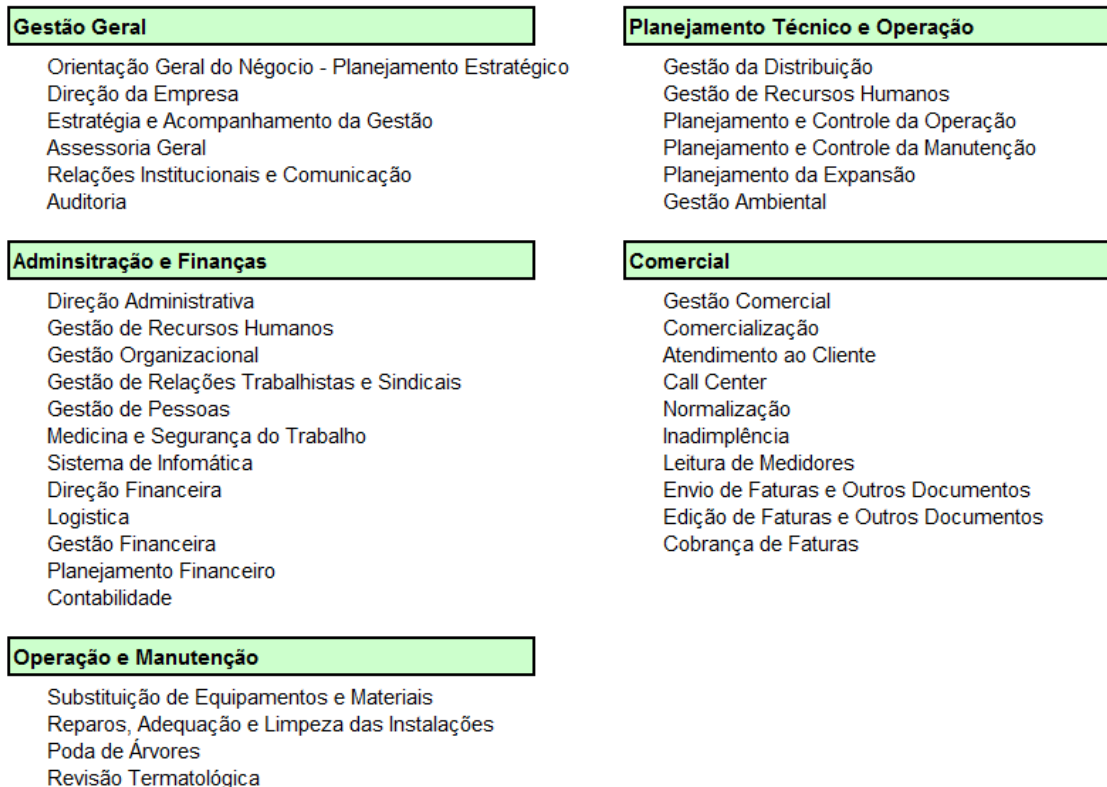 Gestão Geral
Orientação Geral do Négocio - Planejamento Estratégico
Direção da Empresa
Estratégia e Acompanhamento da Gestão
Assessoria Geral
Relações Institucionais e Comunicação
Auditoria
Planejamento Técnico e Operação
Gestão da Distribuição
Gestão de Recursos Humanos
Planejamento e Controle da Operação
Planejamento e Controle da Manutenção
Planejamento da Expansão
Gestão Ambiental
Adminsitração e Finanças
Direção Administrativa
Gestão de Recursos Humanos
Gestão Organizacional
Gestão de Relações Trabalhistas e Sindicais
Gestão de Pessoas
Medicina e Segurança do Trabalho
Sistema de Infomática
Direção Financeira
Logistica
Gestão Financeira
Planejamento Financeiro
Contabilidade
Comercial
Gestão Comercial
Comercialização
Atendimento ao Cliente
Call Center
Normalização
Inadimplência
Leitura de Medidores
Envio de Faturas e Outros Documentos
Edição de Faturas e Outros Documentos
Cobrança de Faturas
Operação e Manutenção
Substituição de Equipamentos e Materiais
Reparos, Adequação e Limpeza das Instalações
Poda de Árvores
Revisão Termatológica